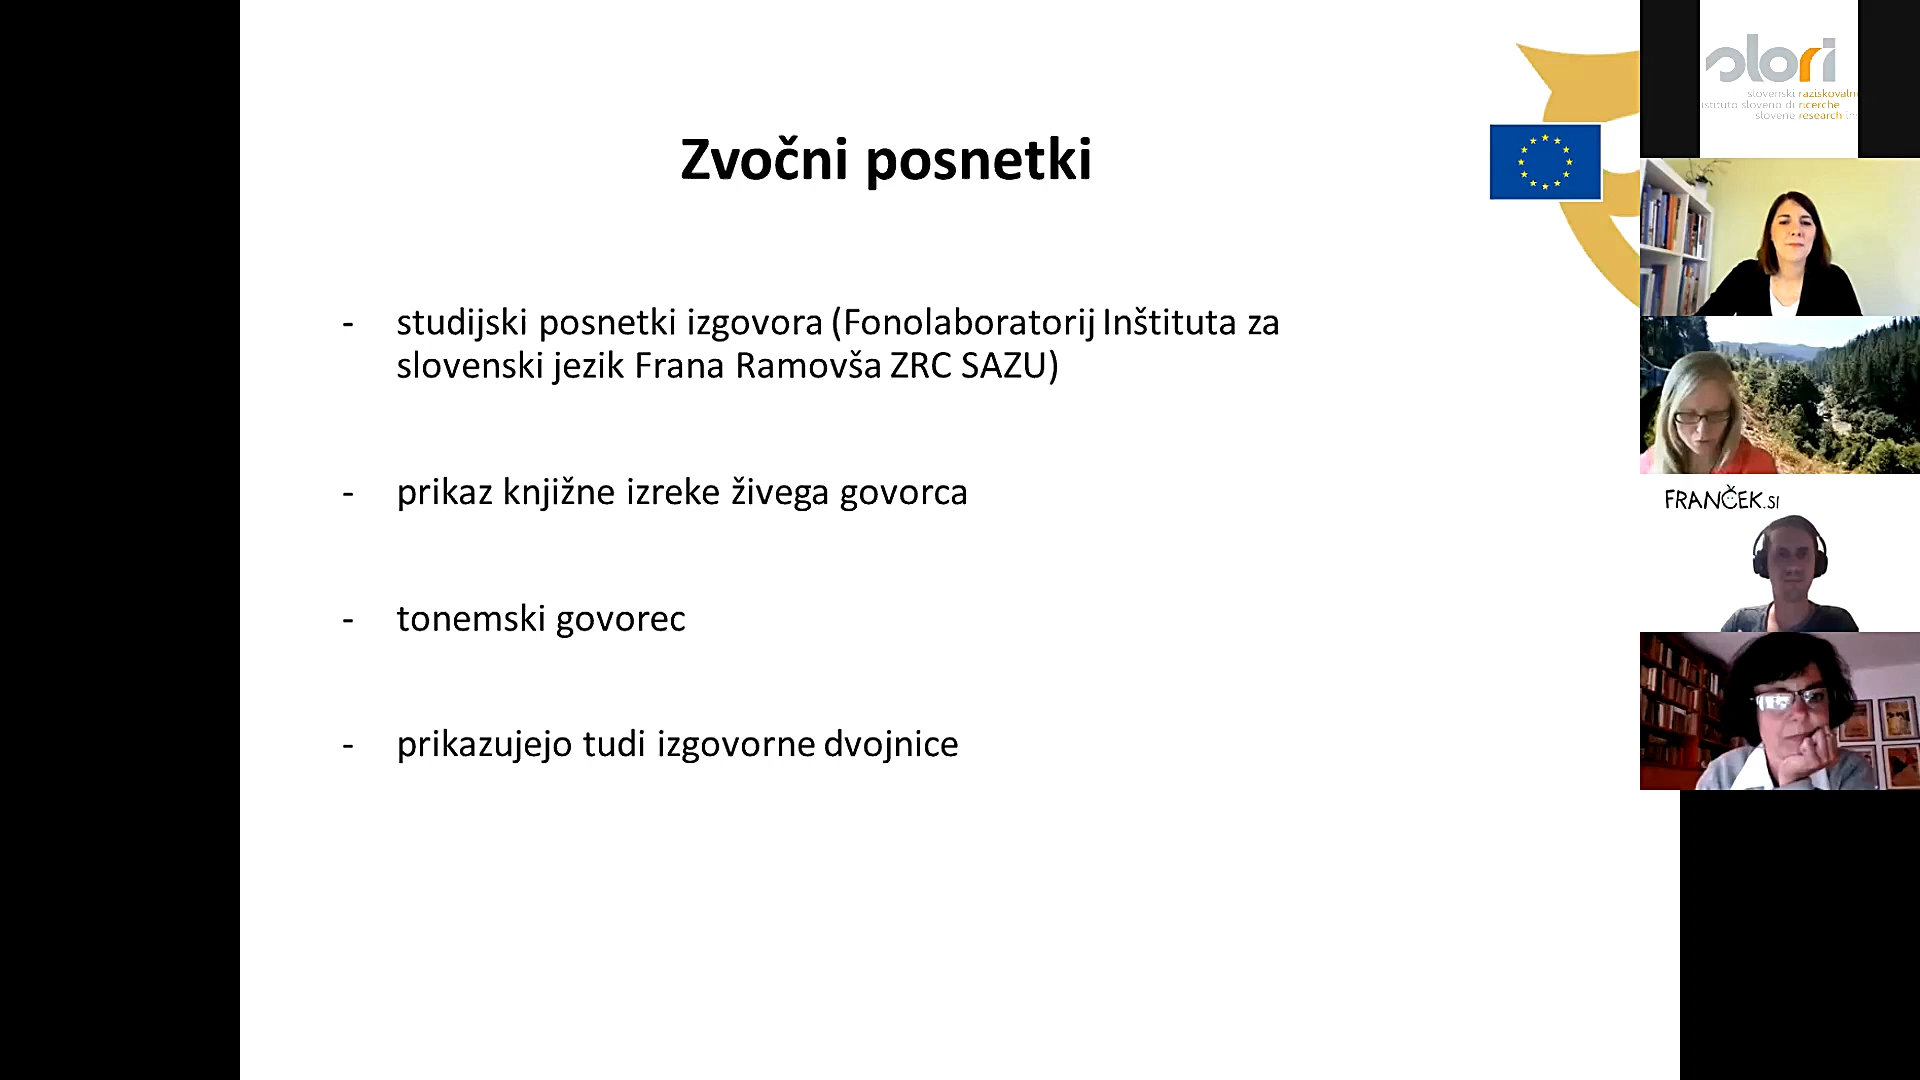 Zvočni posnetki
- studijski posnetki izgovora (Fonolaboratorij Inštituta za
slovenski jezik Frana Ramovša ZRC SAZU)
- prikaz knjižne izreke živega govorca
- tonemski govorec
- prikazujejo tudi izgovorne dvojnice
slori
slovenski raziskovalni
istituto sloveno di ricerche
slovene research
FRANČEK.SI